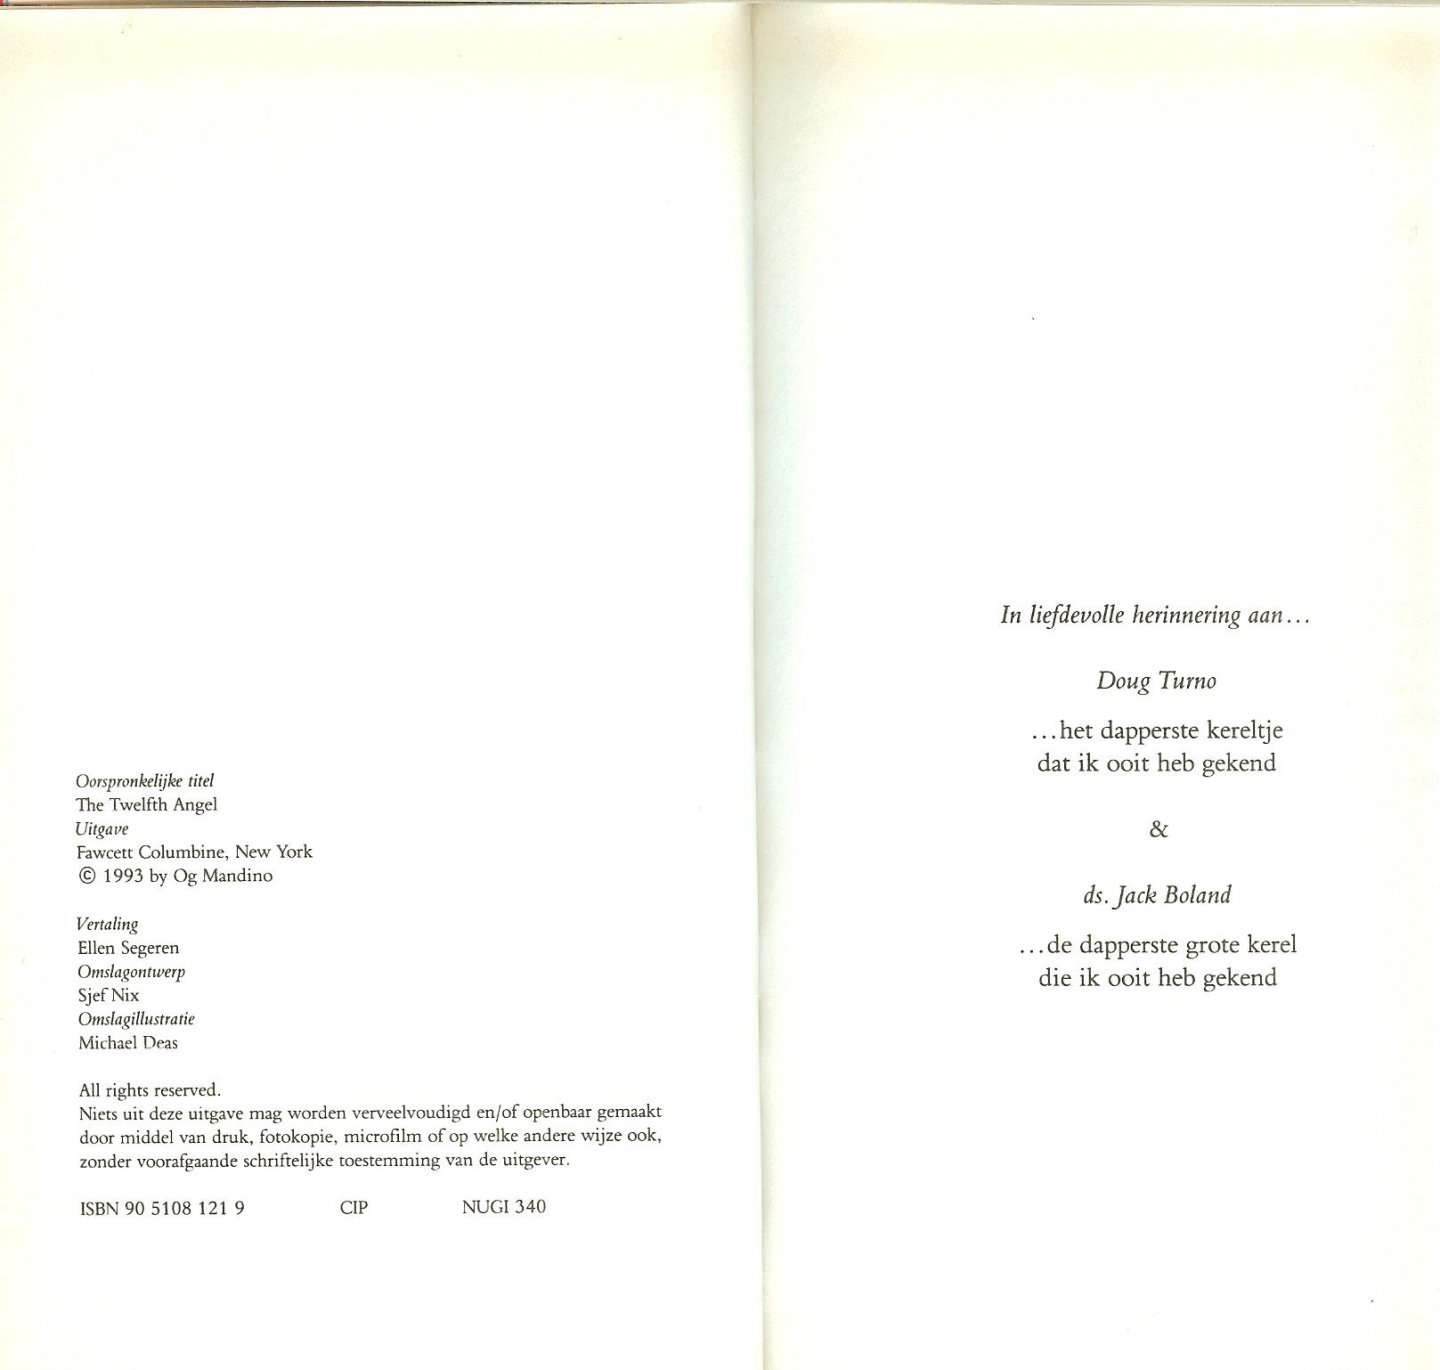 Oorspronkelijke titel
The Twelfth Angel
Uitgave
Fawcett Columbine, New York
© 1993 by Og Mandino
Vertaling
Ellen Segeren
Omslagontwerp
Sjef Nix
Omslagillustratie
Michael Deas
All rights reserved.
Niets uit deze uitgave mag worden verveelvoudigd en/of openbaar gemaakt
door middel van druk, fotokopie, microfilm of op welke andere wijze ook,
zonder voorafgaande schriftelijke toestemming van de uitgever.
ISBN 90 5108 121 9 CIP NUGI 340
In liefdevolle herinnering aan...
Doug Turno
...het dapperste kereltje
dat ik ooit heb gekend
&
ds. Jack Boland
...de dapperste grote kerel
die ik ooit heb gekend